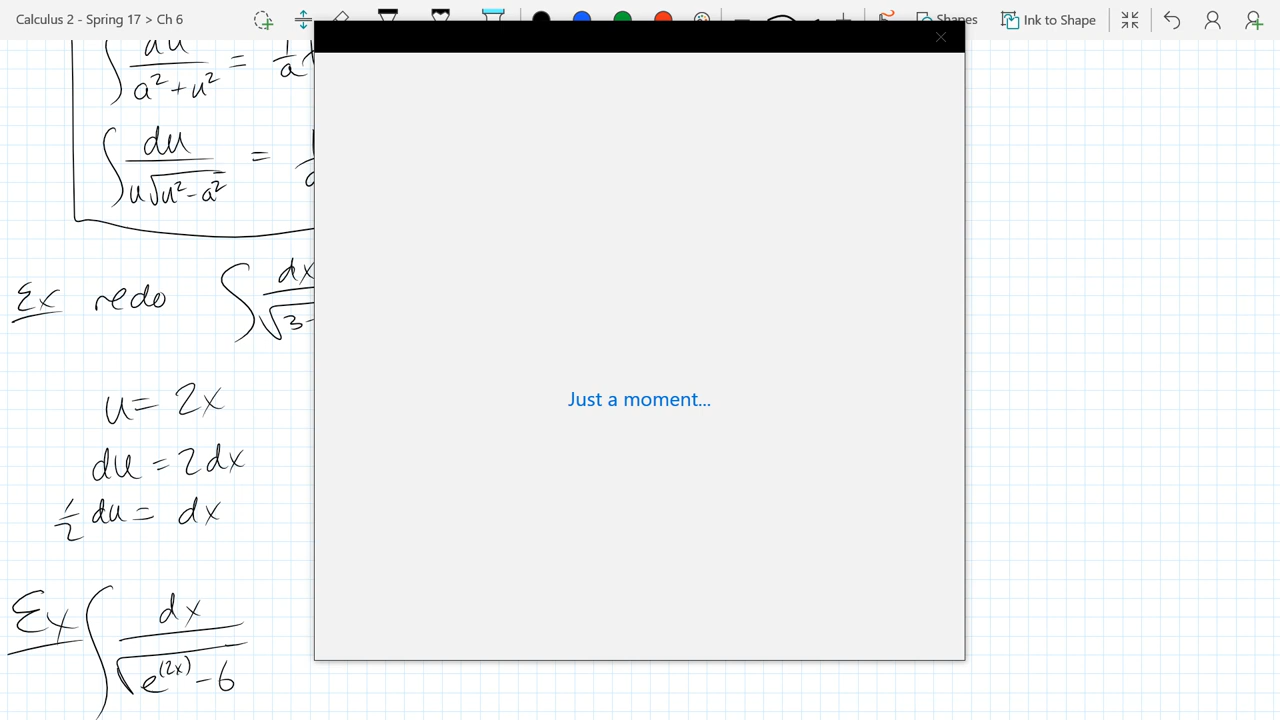 Calculus 2 - Spring 17 > Ch 6
Shapes
Ink to Shape
∫ du / (a² + u²) = 1/a
∫ du / (u√(u² - a²)) =
Ex redo ∫ dx / √3 -
u = 2x
du = 2dx
½ du = dx
Ex ∫ dx / √(e^(2x) - 6)
Just a moment...